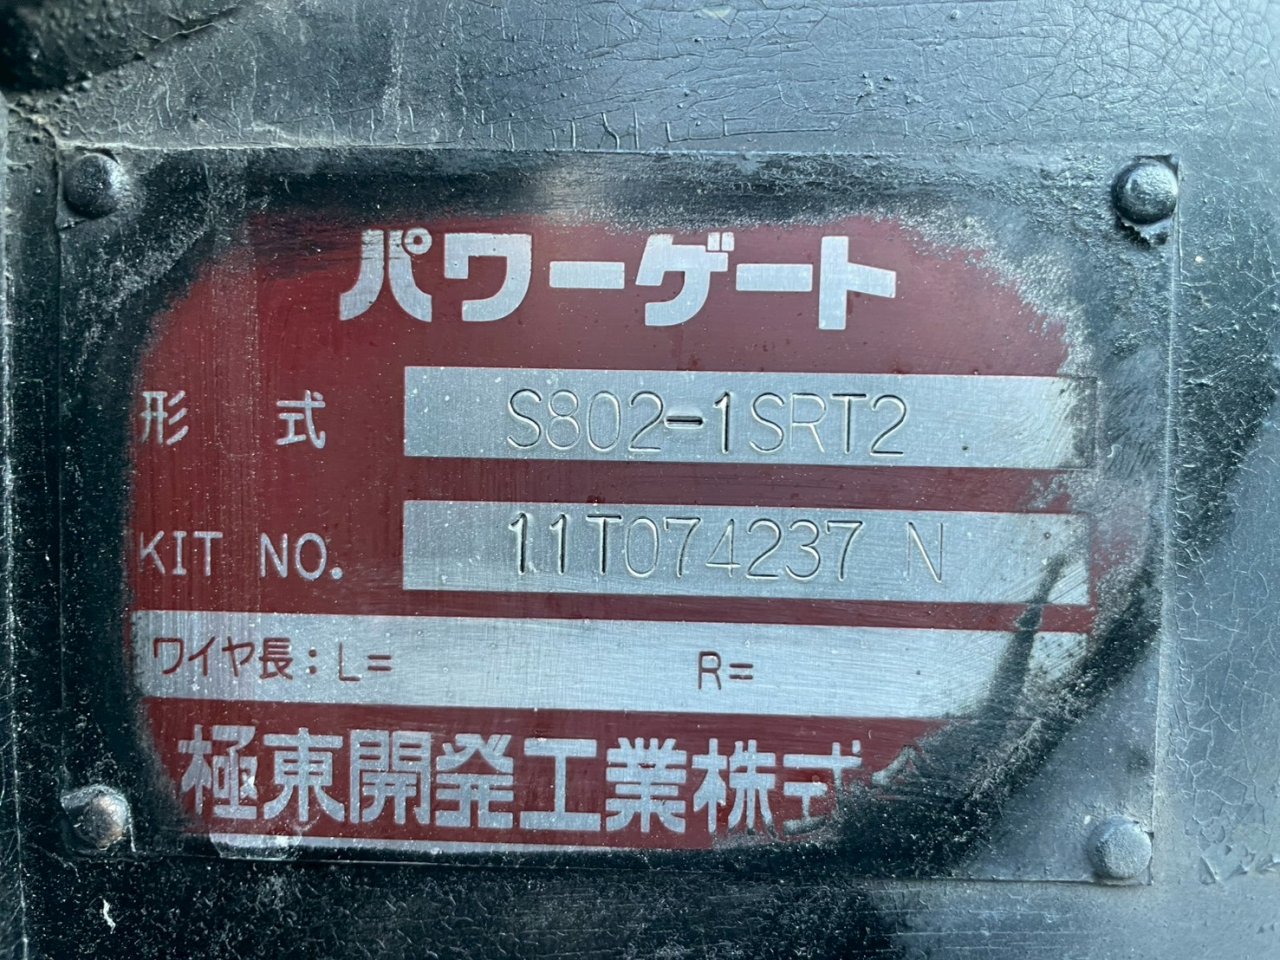 パワーゲート
形 式 S802-1SRT2
KIT NO. 11T074237 N
ワイヤ長: L= R=
極東開発工業株式会